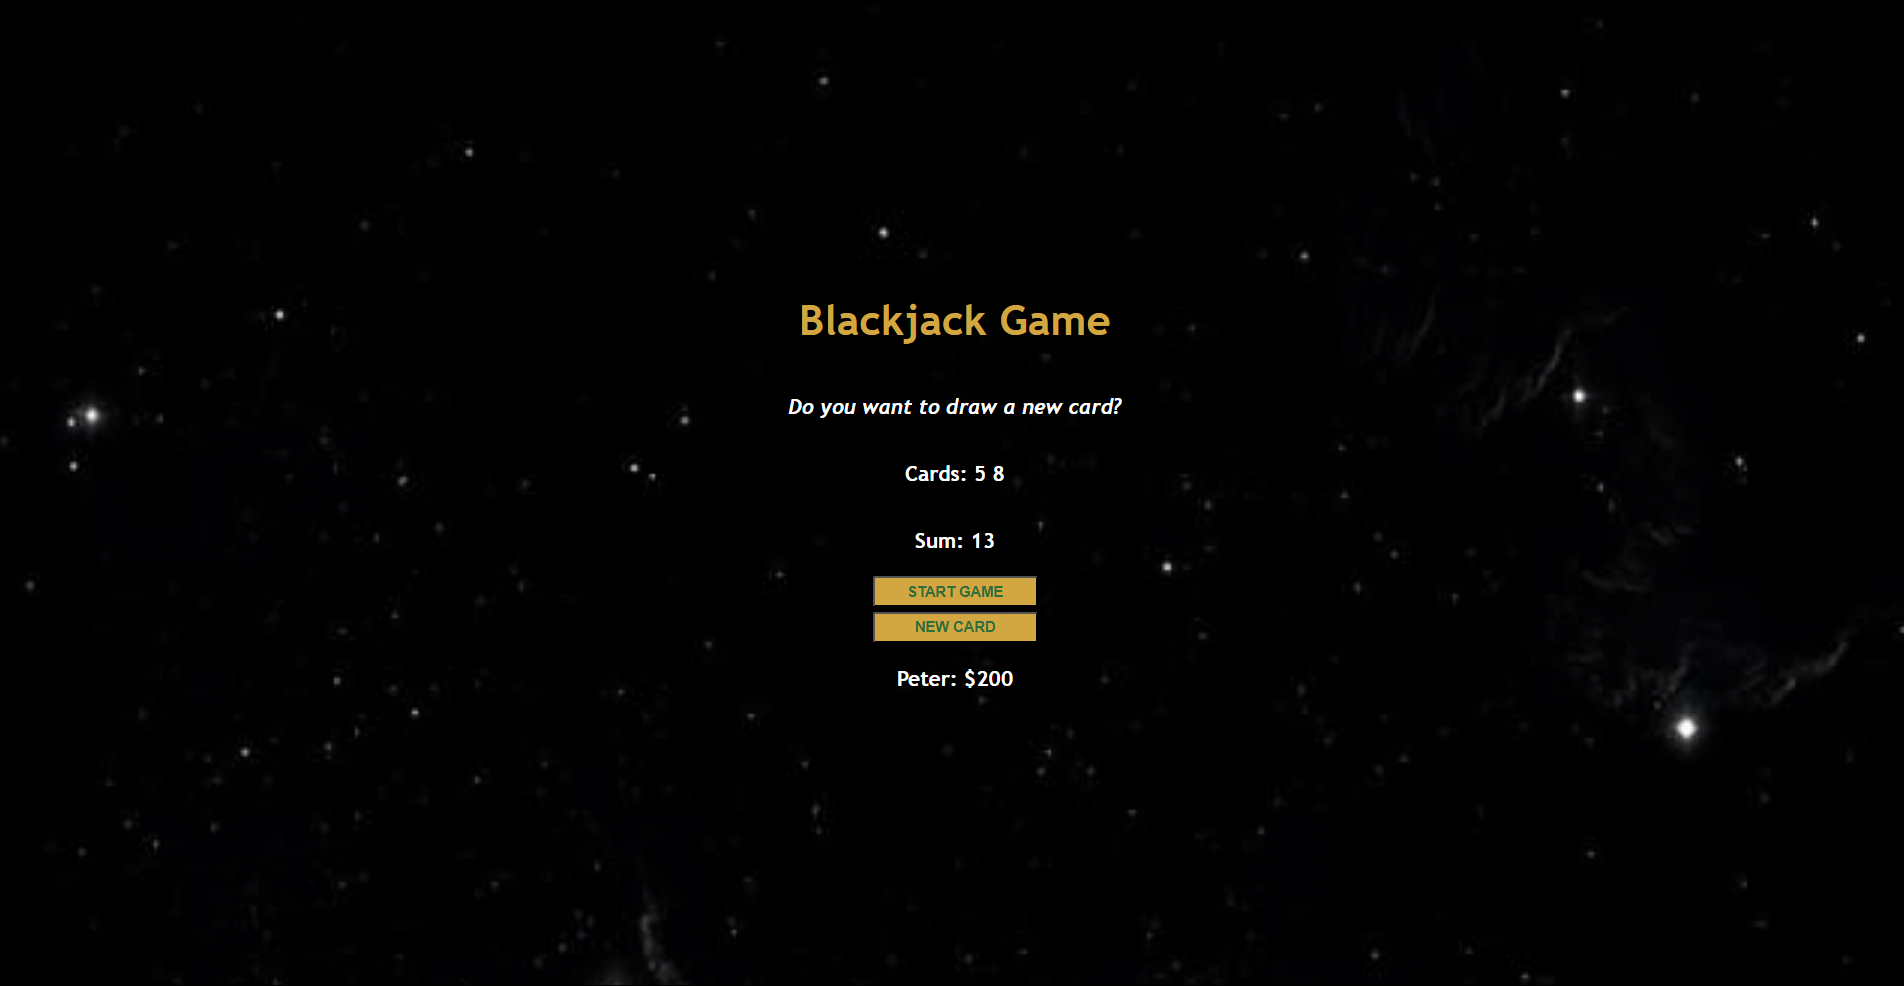 Blackjack Game
Do you want to draw a new card?
Cards: 5 8
Sum: 13
START GAME
NEW CARD
Peter: $200